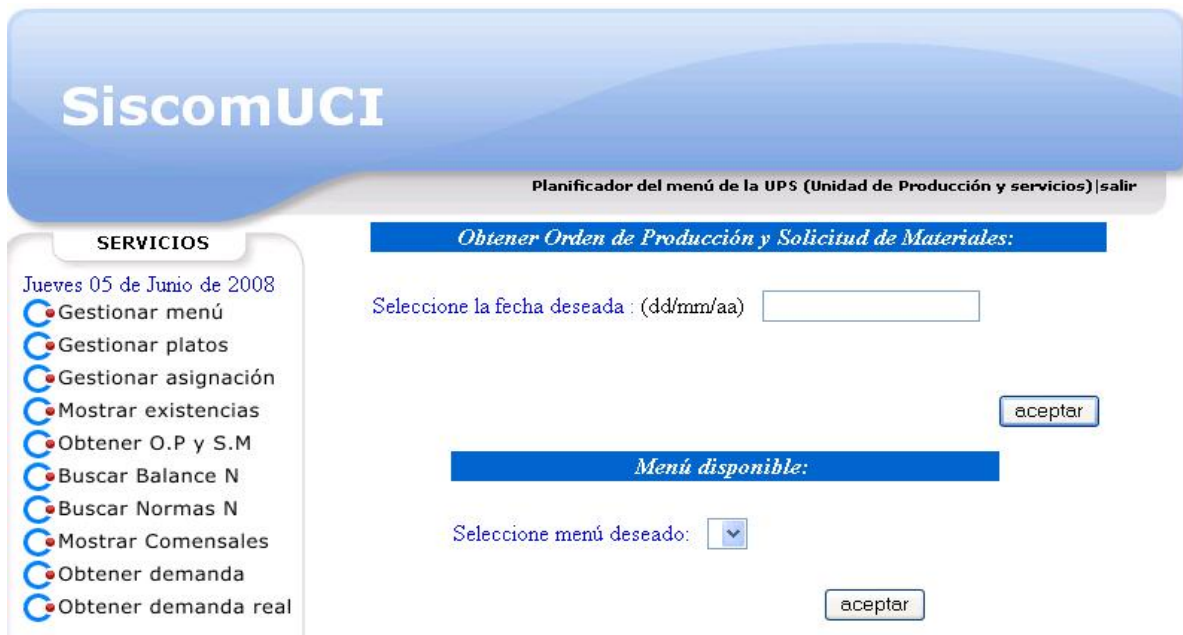 SiscomUCI
Planificador del menú de la UPS (Unidad de Producción y servicios)|salir
SERVICIOS
Jueves 05 de Junio de 2008
Gestionar menú
Gestionar platos
Gestionar asignación
Mostrar existencias
Obtener O.P y S.M
Buscar Balance N
Buscar Normas N
Mostrar Comensales
Obtener demanda
Obtener demanda real
Obtener Orden de Producción y Solicitud de Materiales:
Seleccione la fecha deseada : (dd/mm/aa)
aceptar
Menú disponible:
Seleccione menú deseado:
aceptar